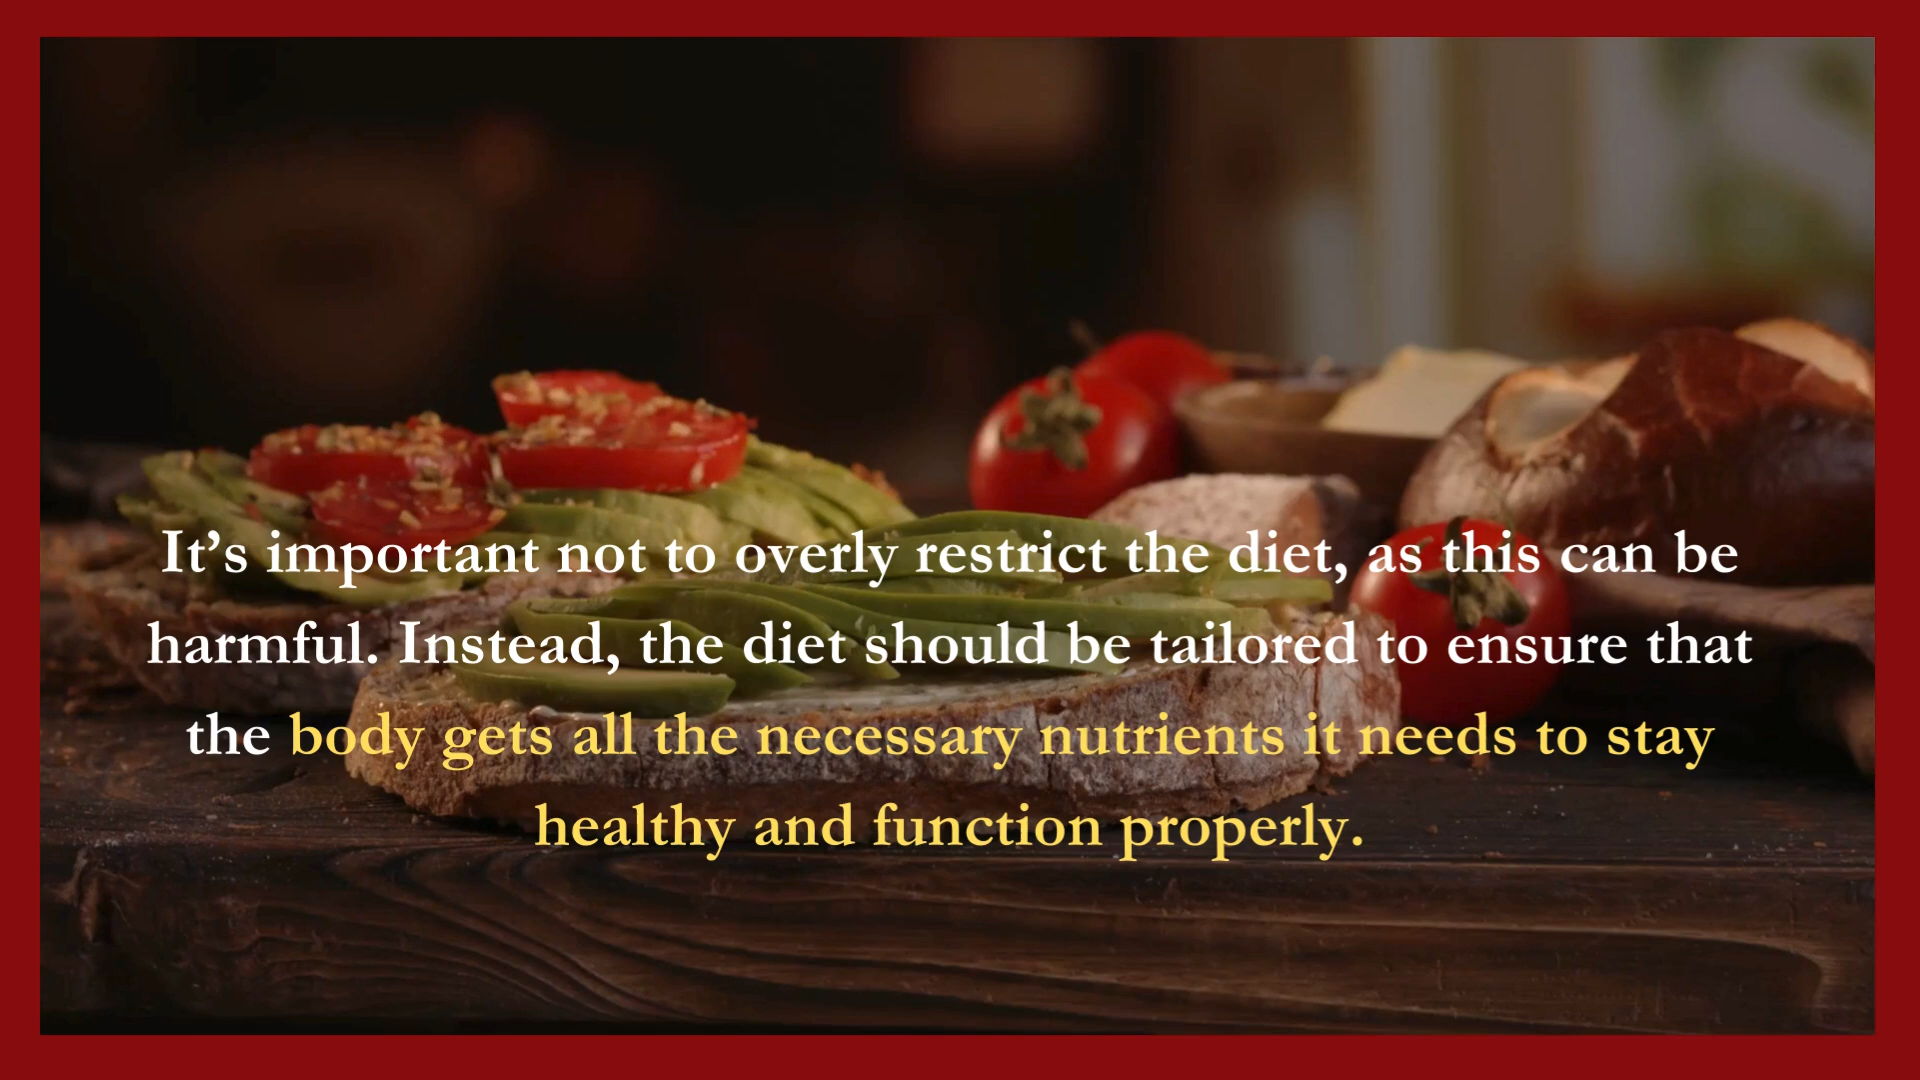 It’s important not to overly restrict the diet, as this can be
harmful. Instead, the diet should be tailored to ensure that
the body gets all the necessary nutrients it needs to stay
healthy and function properly.